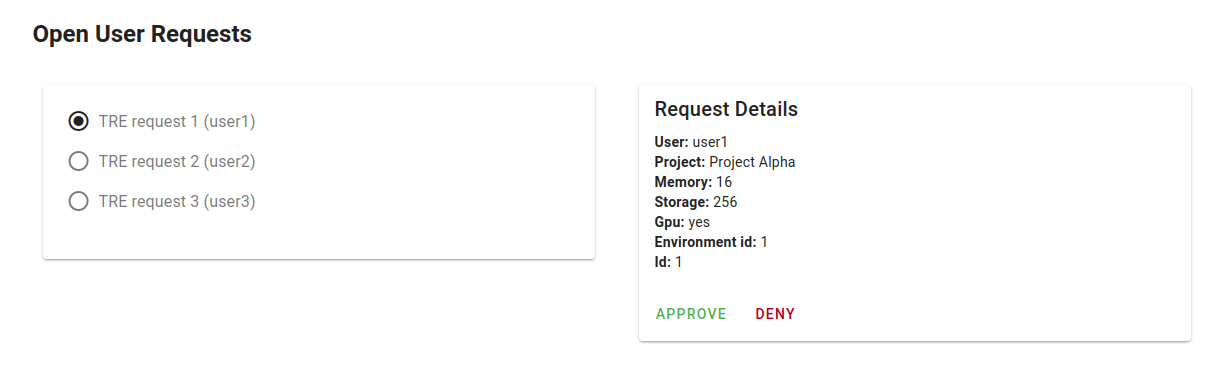 Open User Requests
TRE request 1 (user1)
TRE request 2 (user2)
TRE request 3 (user3)
Request Details
User: user1
Project: Project Alpha
Memory: 16
Storage: 256
Gpu: yes
Environment id: 1
Id: 1
APPROVE DENY